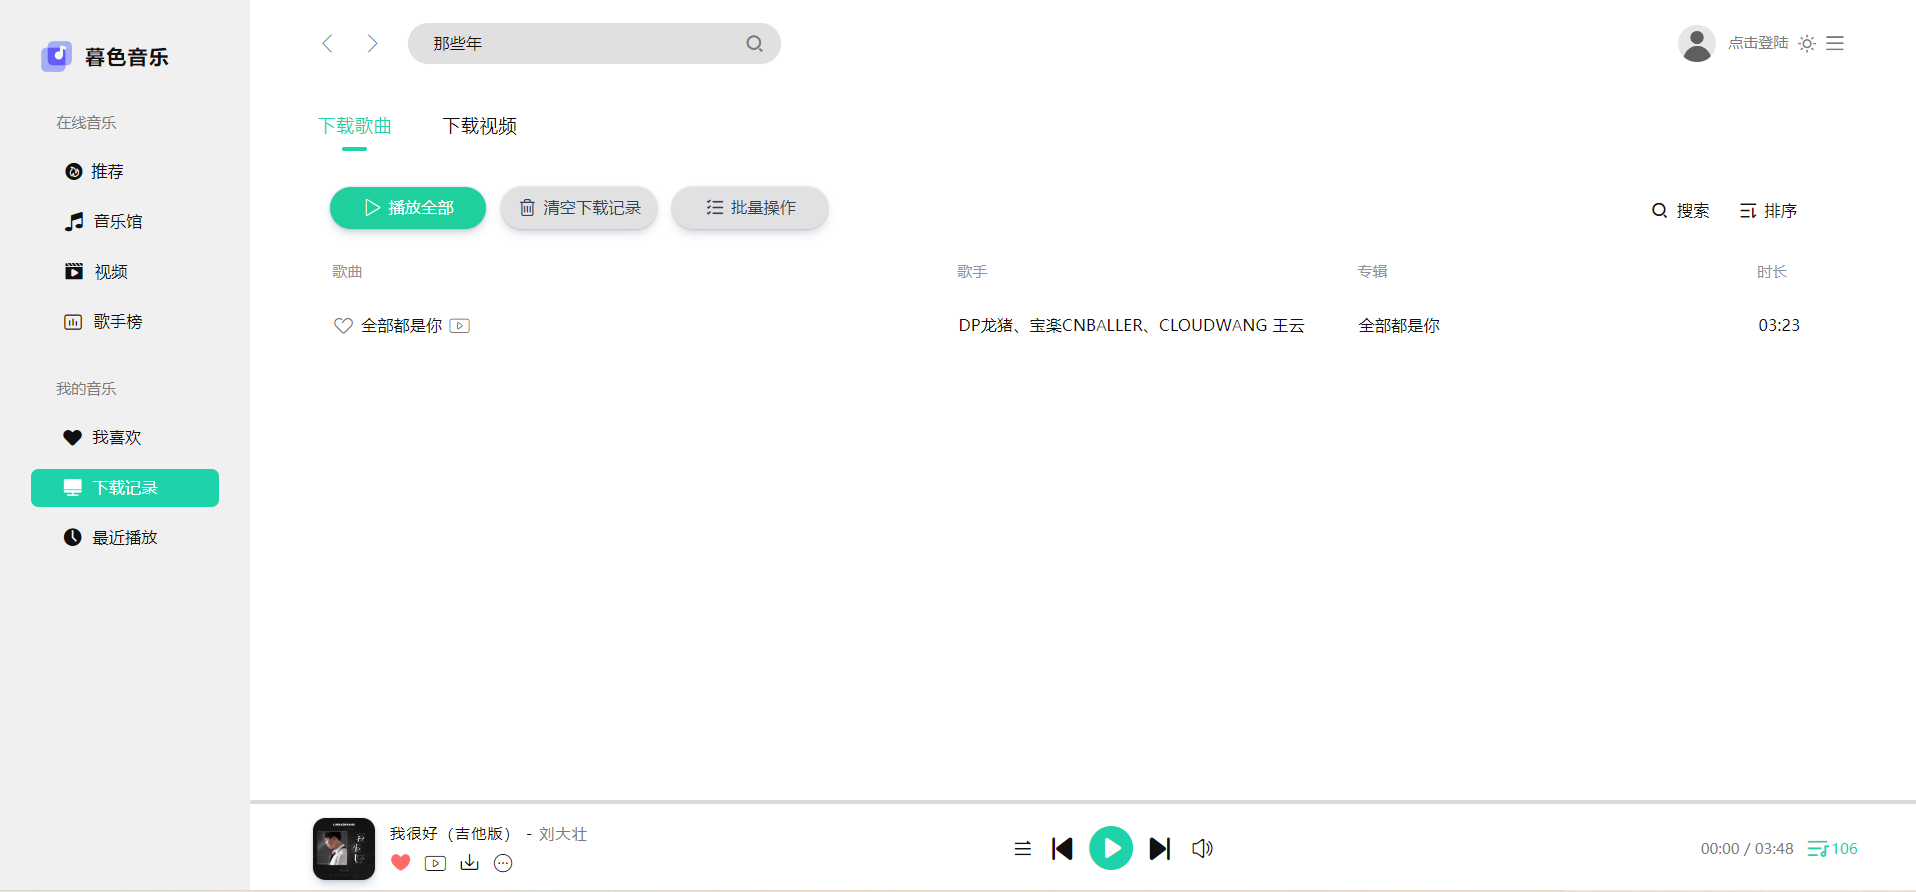 暮色音乐
在线音乐
推荐
音乐馆
视频
歌手榜
我的音乐
我喜欢
下载记录
最近播放
那些年
点击登陆
下载歌曲 下载视频
播放全部 清空下载记录 批量操作
搜索 排序
歌曲 歌手 专辑 时长
全部都是你 DP龙猪、宝楽CNBALLER、CLOUDWANG 王云 全部都是你 03:23
我很好（吉他版） - 刘大壮
00:00 / 03:48 106